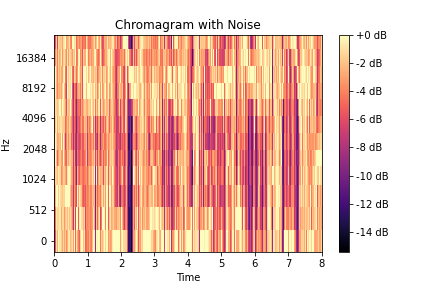 Chromagram with Noise
Hz
16384
8192
4096
2048
1024
512
0
0 1 2 3 4 5 6 7 8
Time
+0 dB
-2 dB
-4 dB
-6 dB
-8 dB
-10 dB
-12 dB
-14 dB